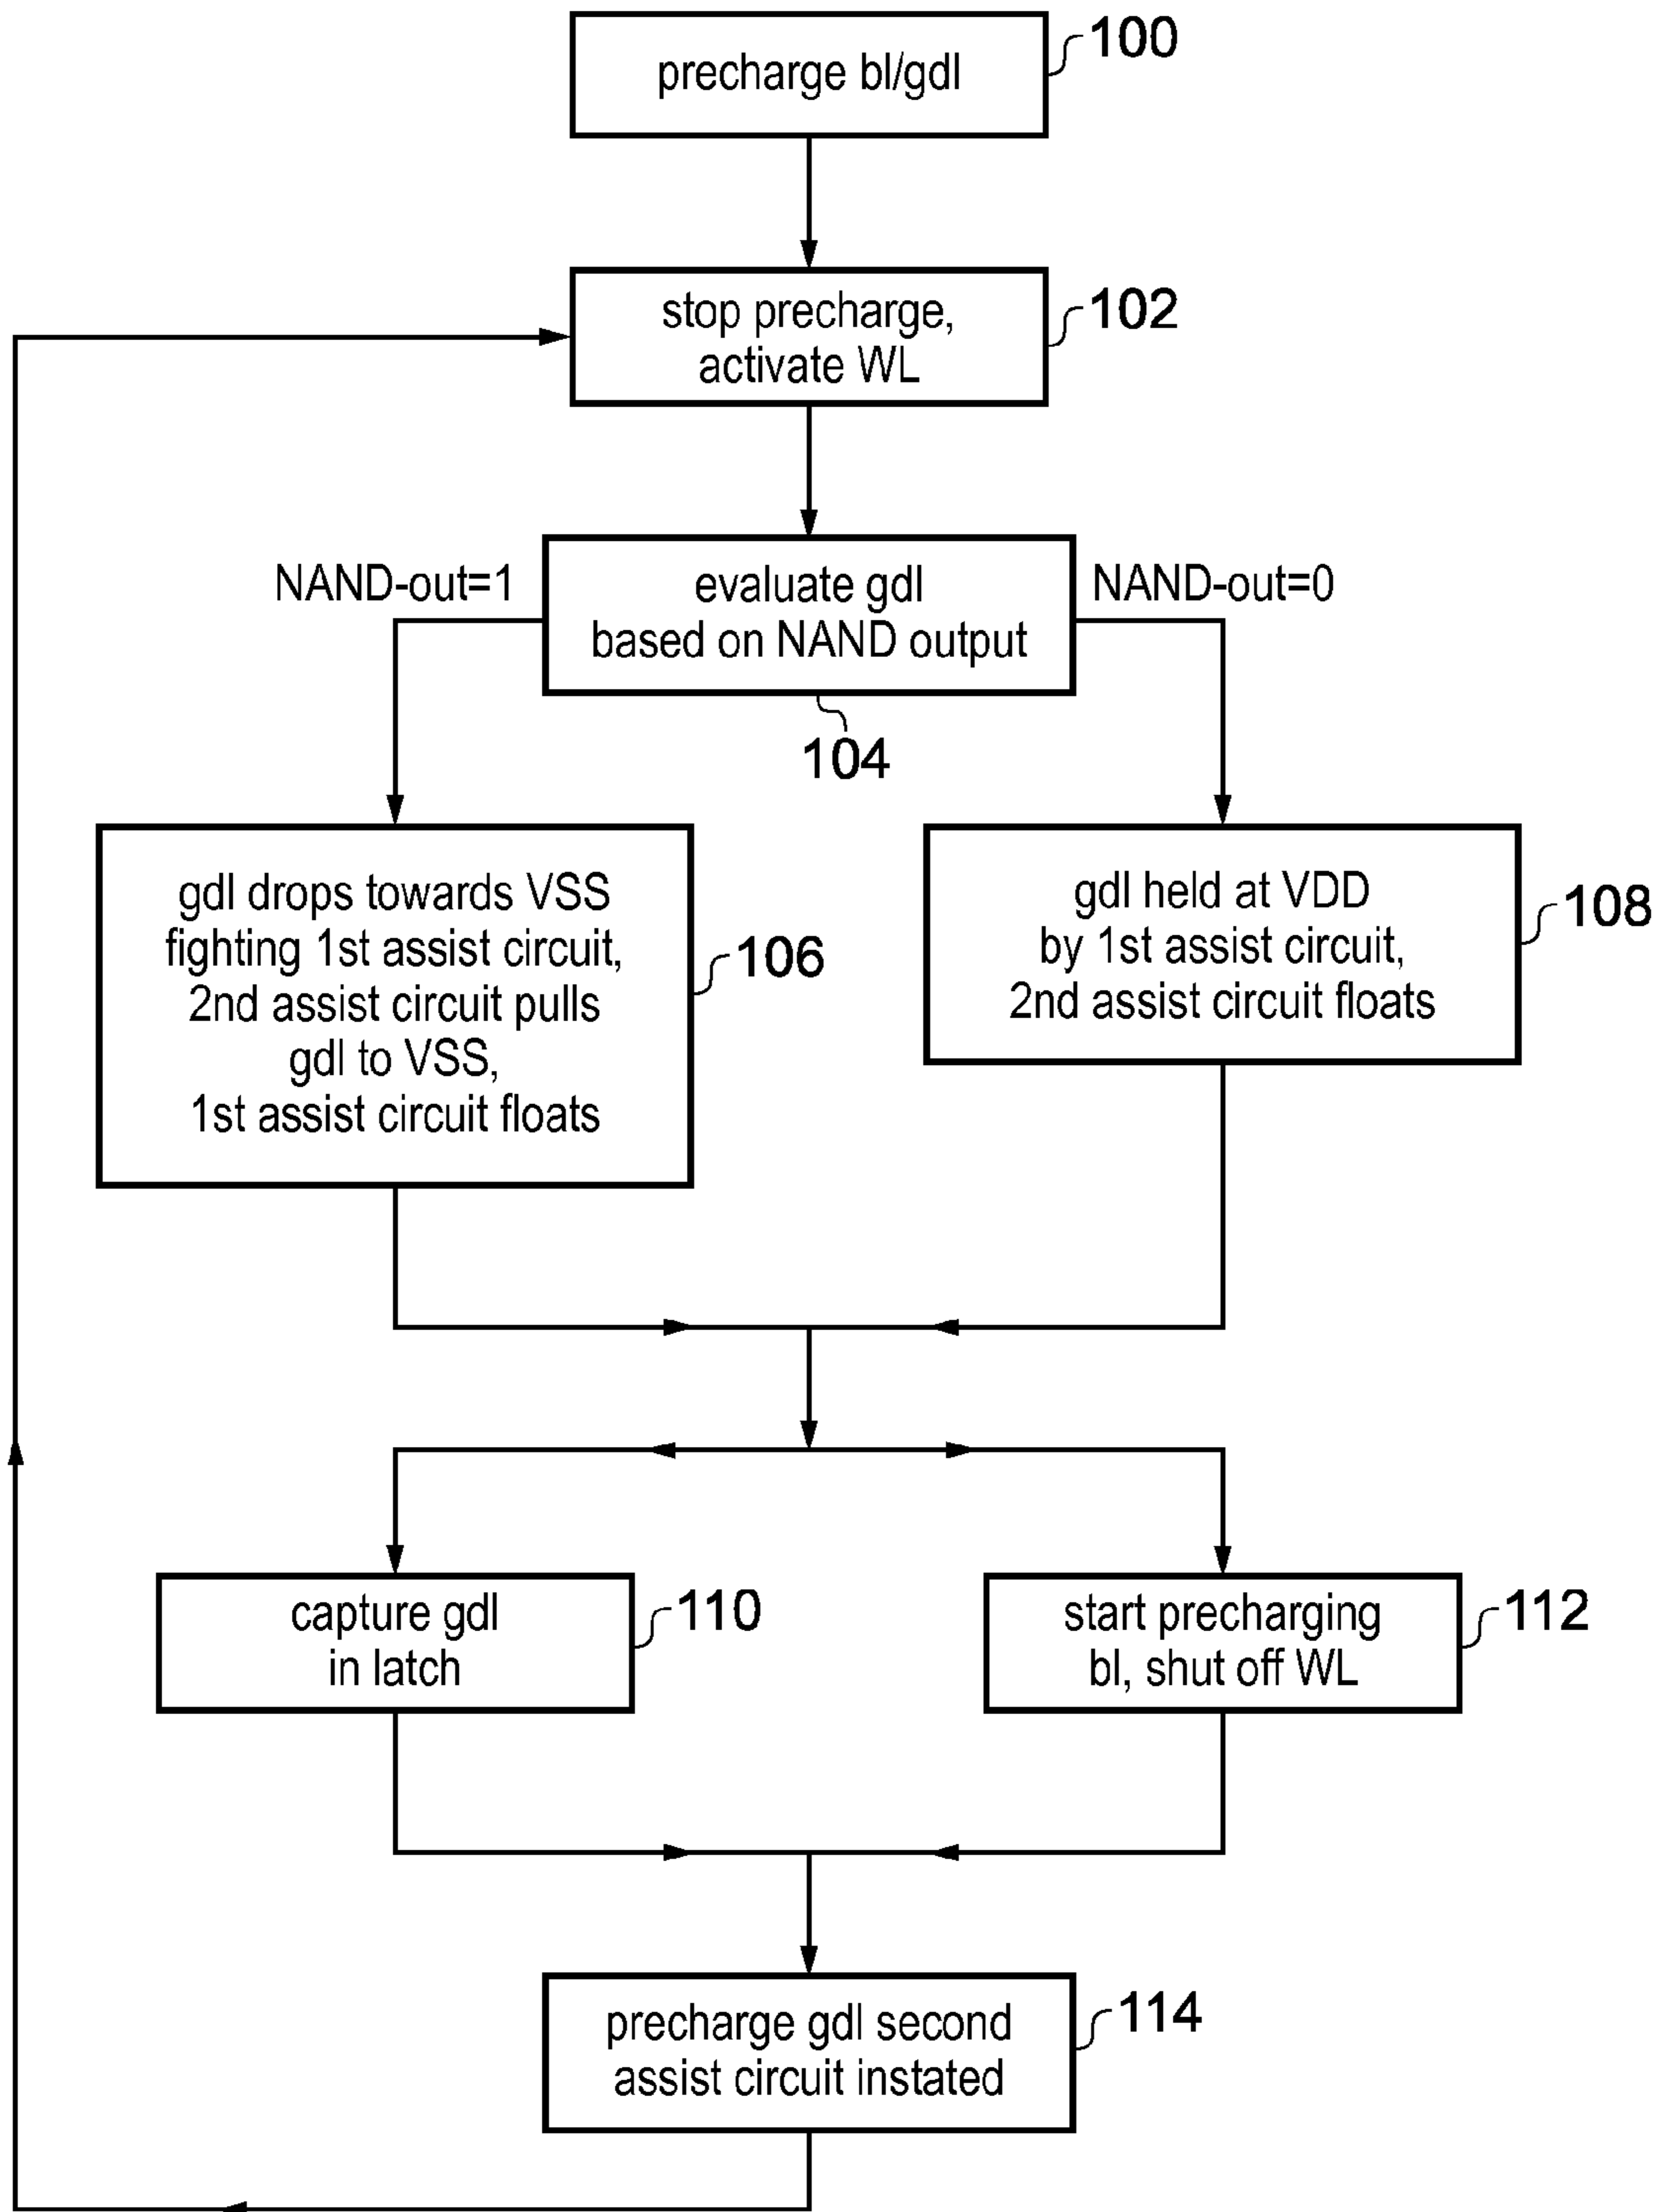 precharge bl/gdl
100
stop precharge,
activate WL
102
NAND-out=1
evaluate gdl
based on NAND output
NAND-out=0
104
gdl drops towards VSS
fighting 1st assist circuit,
2nd assist circuit pulls
gdl to VSS,
1st assist circuit floats
106
gdl held at VDD
by 1st assist circuit,
2nd assist circuit floats
108
capture gdl
in latch
110
start precharging
bl, shut off WL
112
precharge gdl second
assist circuit instated
114